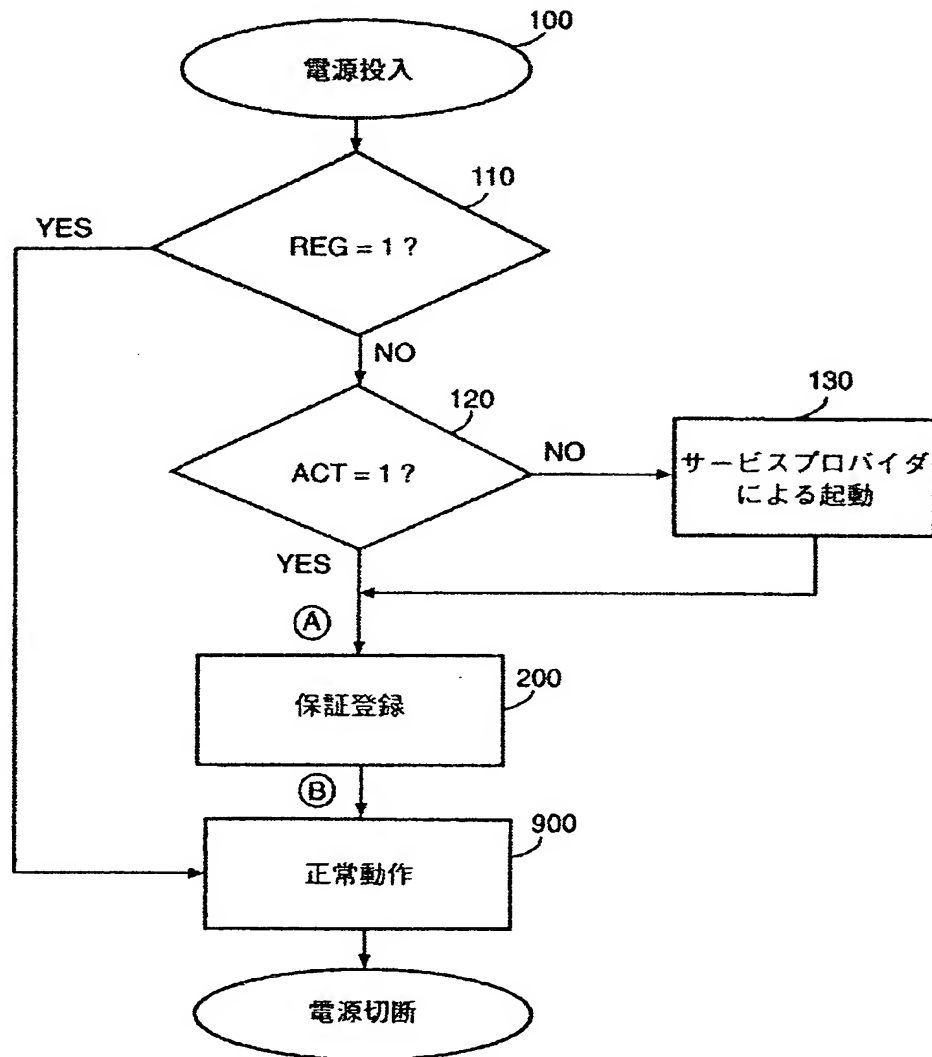 100
電源投入
110
YES
REG = 1 ?
NO
120
130
ACT = 1 ?
NO
サービスプロバイダ
による起動
YES
A
200
保証登録
B
900
正常動作
電源切断